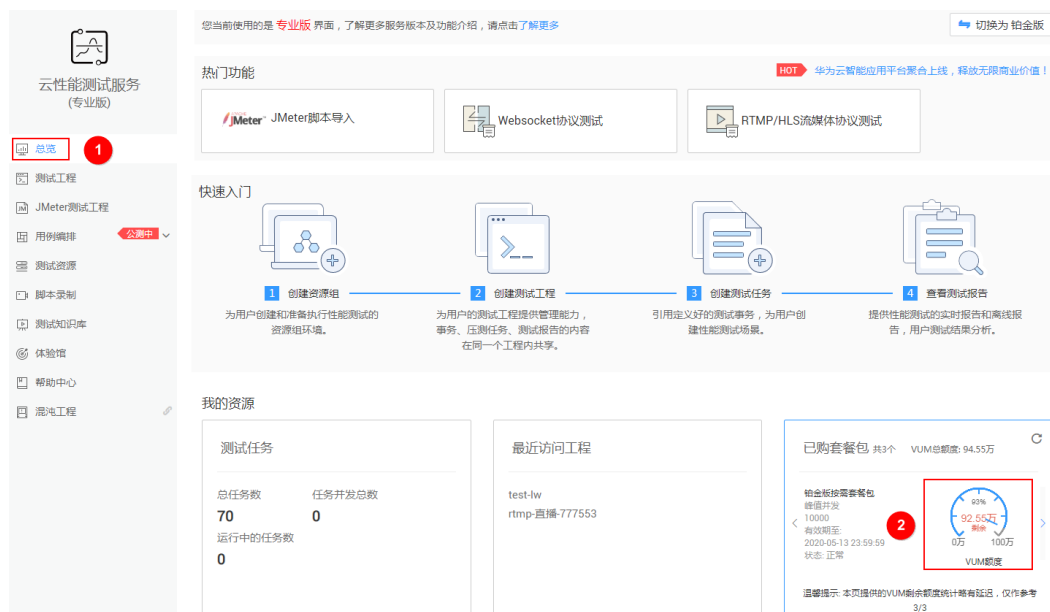 您当前使用的是 专业版 界面，了解更多服务版本及功能介绍，请点击了解更多
切换为 铂金版
云性能测试服务
(专业版)
总览
1
测试工程
JMeter测试工程
用例编排
公测中
测试资源
脚本录制
测试知识库
体验馆
帮助中心
混沌工程
热门功能
HOT
华为云智能应用平台聚合上线，释放无限商业价值！
JMeter JMeter脚本导入
Websocket协议测试
RTMP/HLS流媒体协议测试
快速入门
1 创建资源组
为用户创建和准备执行性能测试的
资源组环境。
2 创建测试工程
为用户的测试工程提供管理能力，
事务、压测任务、测试报告的内容
在同一个工程内共享。
3 创建测试任务
引用定义好的测试事务，为用户创
建性能测试场景。
4 查看测试报告
提供性能测试的实时报告和离线报
告，用户测试结果分析。
我的资源
测试任务
总任务数
任务并发总数
70
0
运行中的任务数
0
最近访问工程
test-lw
rtmp-直播-777553
已购套餐包 共3个 VUM总额度: 94.55万
铂金版按需套餐包
峰值并发
10000
有效期至:
2020-05-13 23:59:59
状态: 正常
2
93%
92.55万
剩余
0万
100万
VUM额度
温馨提示: 本页提供的VUM剩余额度统计略有延迟，仅作参考
3/3